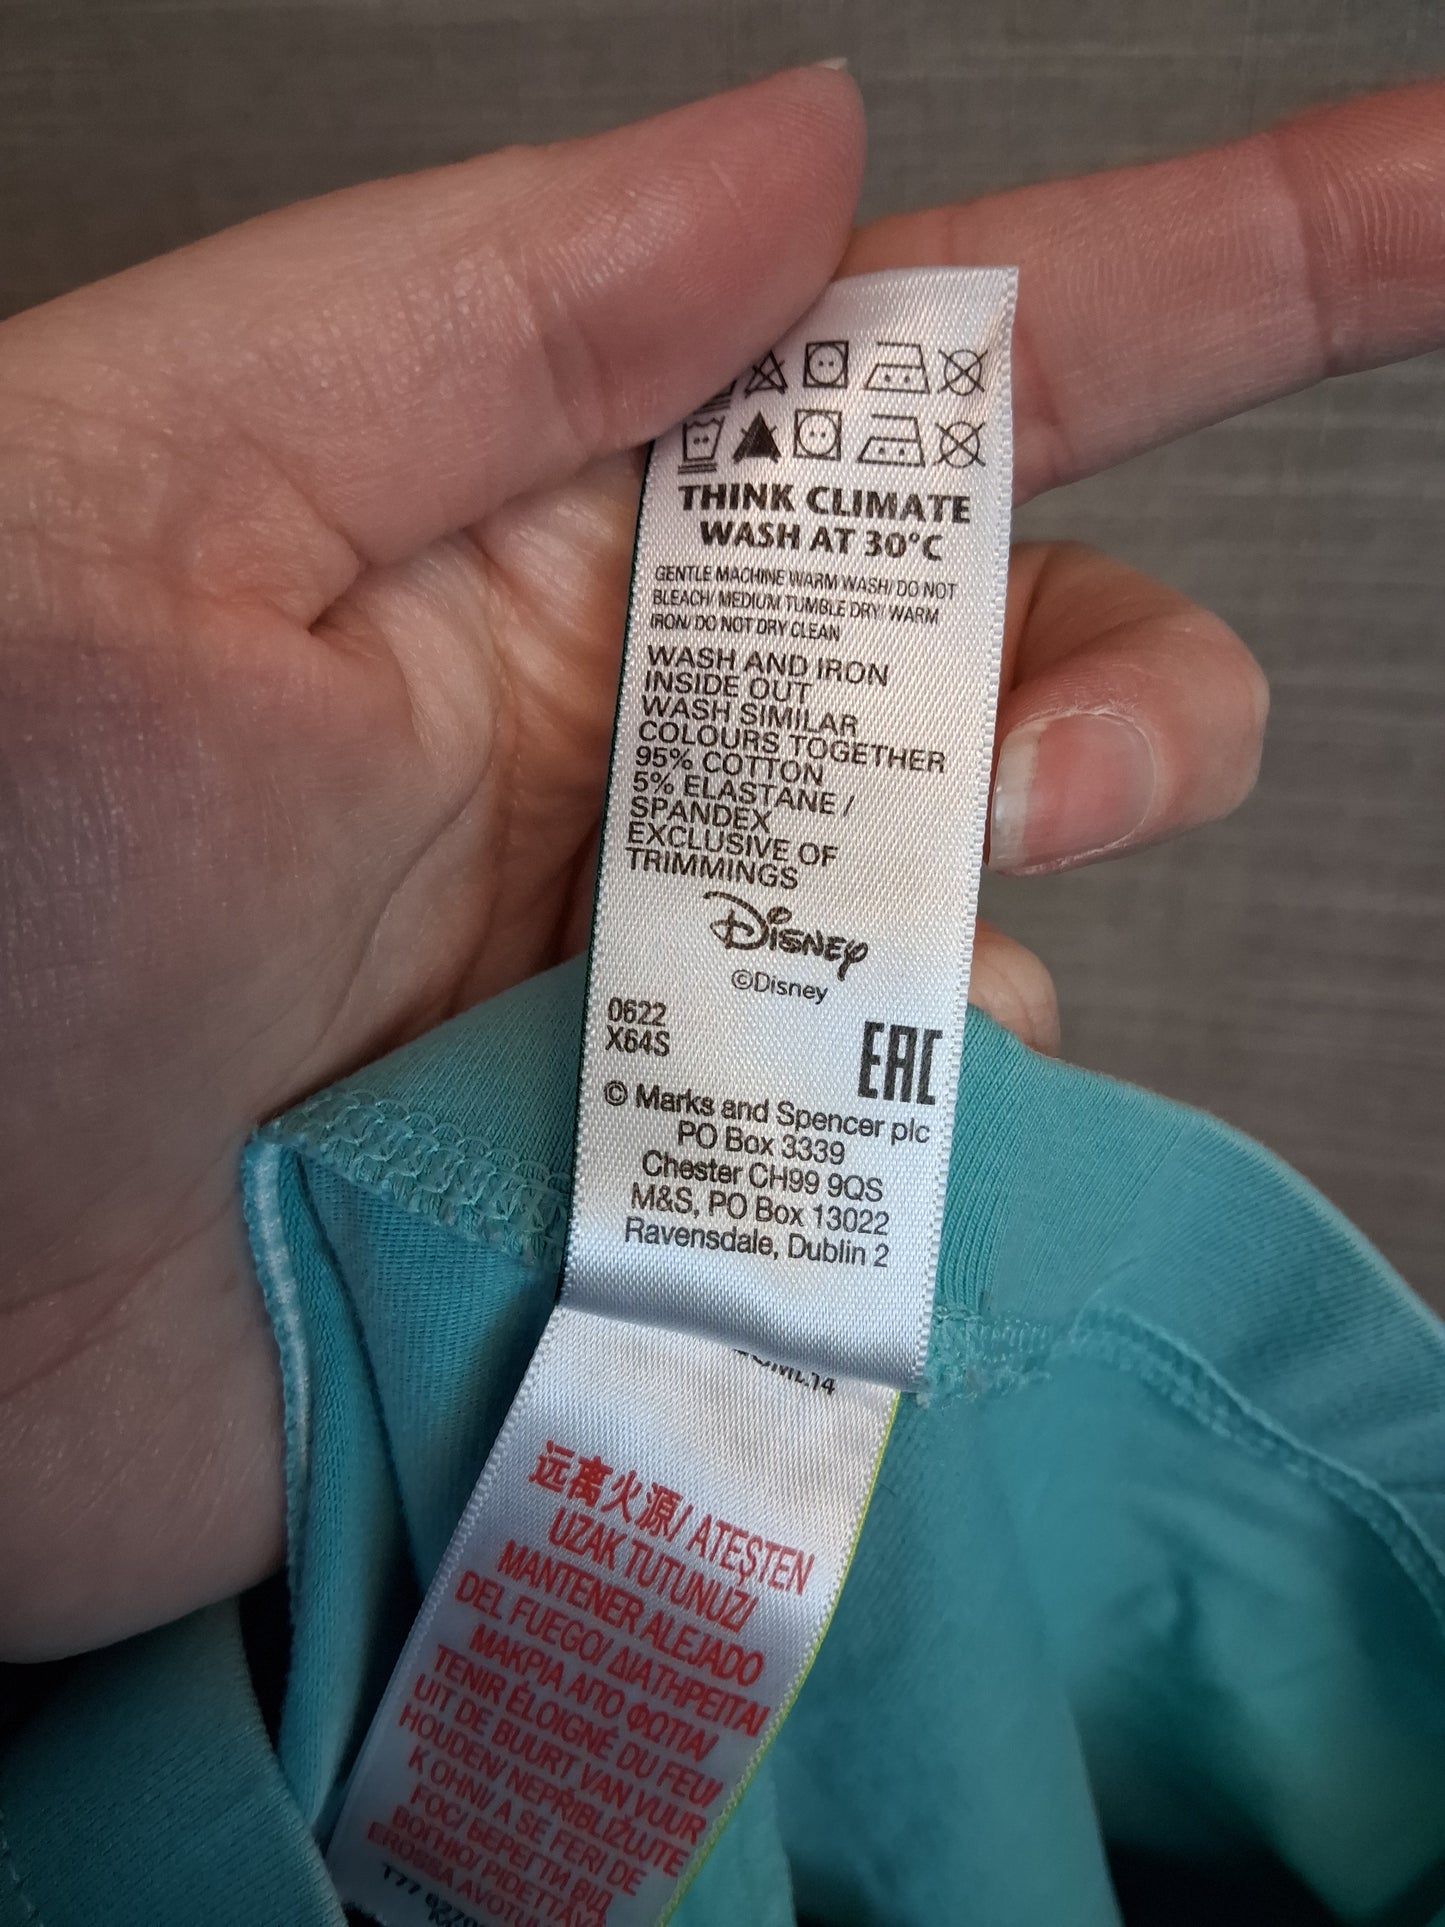 THINK CLIMATE
WASH AT 30°C
GENTLE MACHINE WARM WASH/ DO NOT
BLEACH/ MEDIUM TUMBLE DRY/ WARM
IRON/ DO NOT DRY CLEAN
WASH AND IRON
INSIDE OUT
WASH SIMILAR
COLOURS TOGETHER
95% COTTON
5% ELASTANE /
SPANDEX
EXCLUSIVE OF
TRIMMINGS
Disney
©Disney
0622
X64S
EAC
© Marks and Spencer plc
PO Box 3339
Chester CH99 9QS
M&S, PO Box 13022
Ravensdale, Dublin 2
远离火源/ ATEŞTEN
UZAK TUTUNUZ/
MANTENER ALEJADO
DEL FUEGO/ ΔΙΑΤΗΡΕΙΤΑΙ
ΜΑΚΡΙΑ ΑΠΟ ΦΩΤΙΑ/
TENIR ÉLOIGNÉ DU FEU/
UIT DE BUURT VAN VUUR
HOUDEN/ NEPŘIBLIŽUJTE
K OHNI/ A SE FERI DE
FOC/ БЕРЕГТИ ВІД
ВОГНЮ/